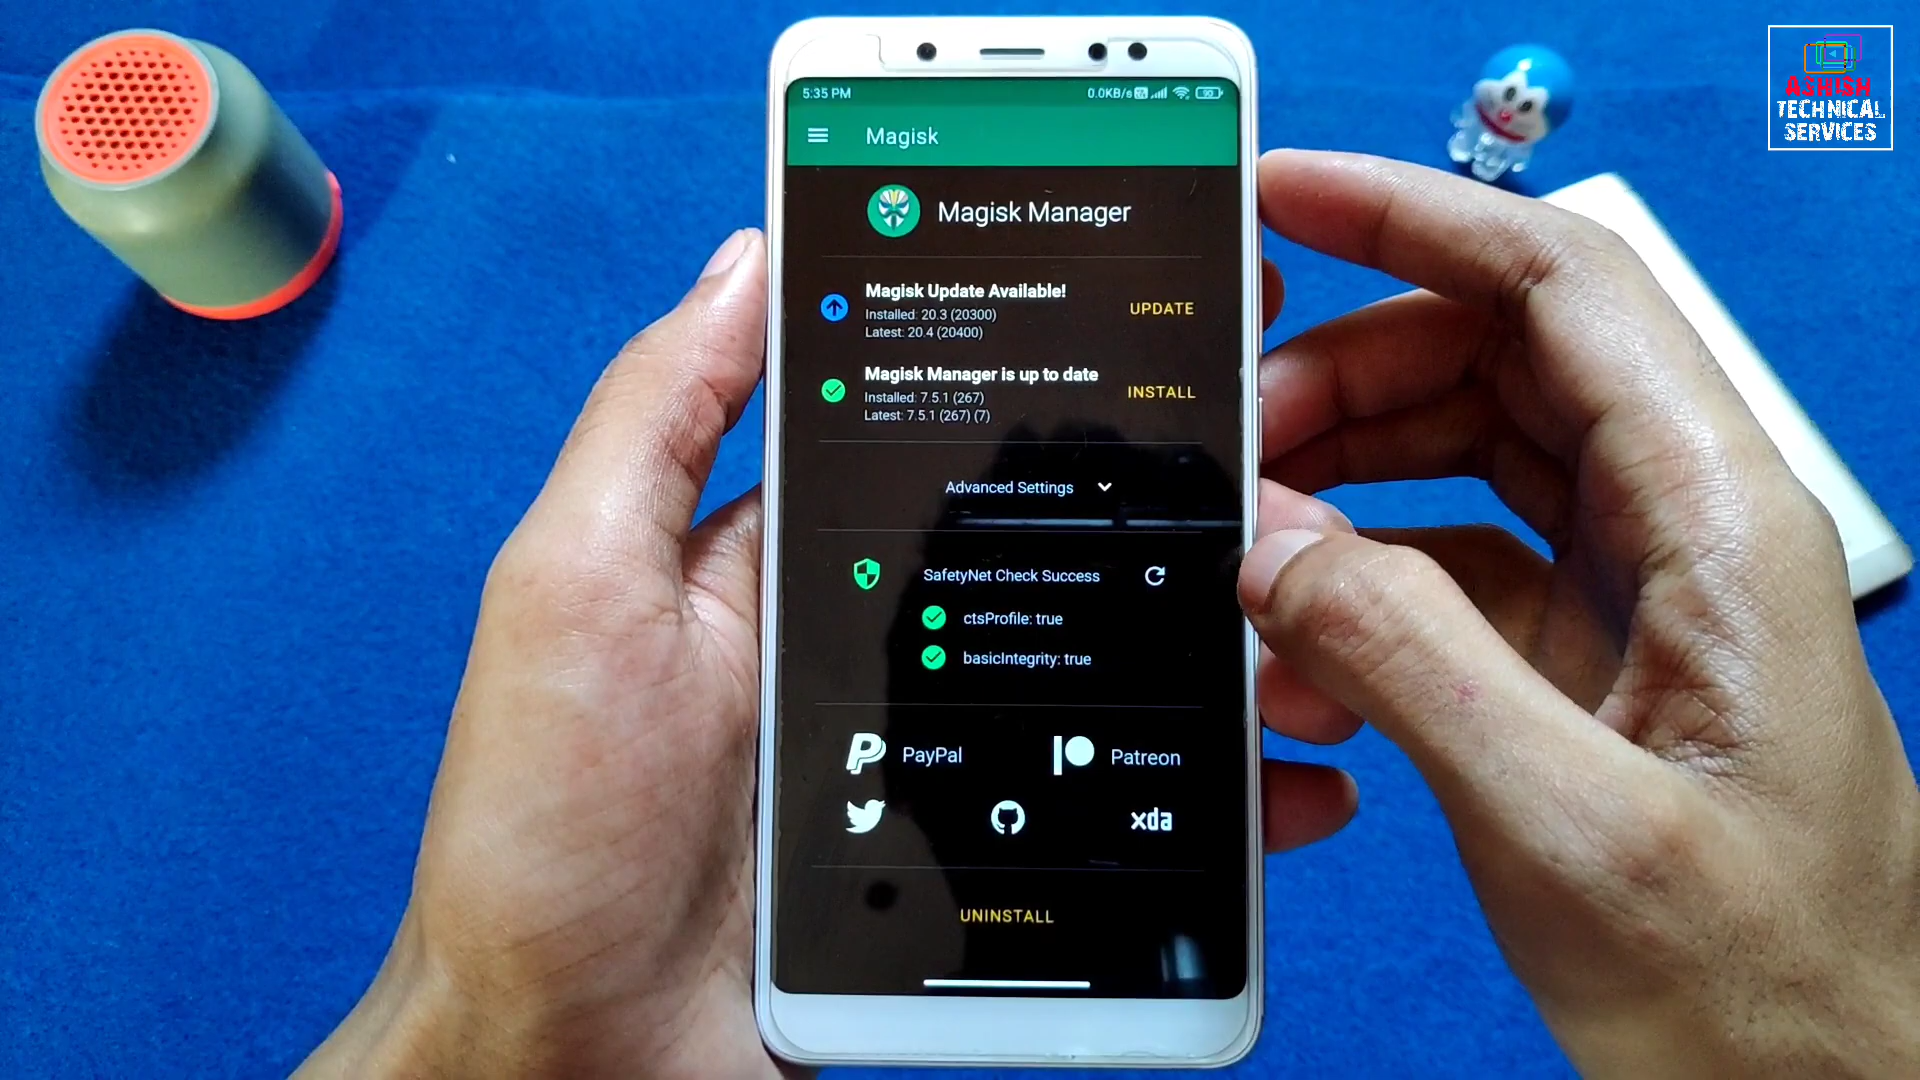 5:35 PM
0.0KB/s
90
Magisk
Magisk Manager
Magisk Update Available!
Installed: 20.3 (20300)
Latest: 20.4 (20400)
UPDATE
Magisk Manager is up to date
Installed: 7.5.1 (267)
Latest: 7.5.1 (267) (7)
INSTALL
Advanced Settings
SafetyNet Check Success
ctsProfile: true
basicIntegrity: true
PayPal
Patreon
xda
UNINSTALL
ASHISH
TECHNICAL
SERVICES